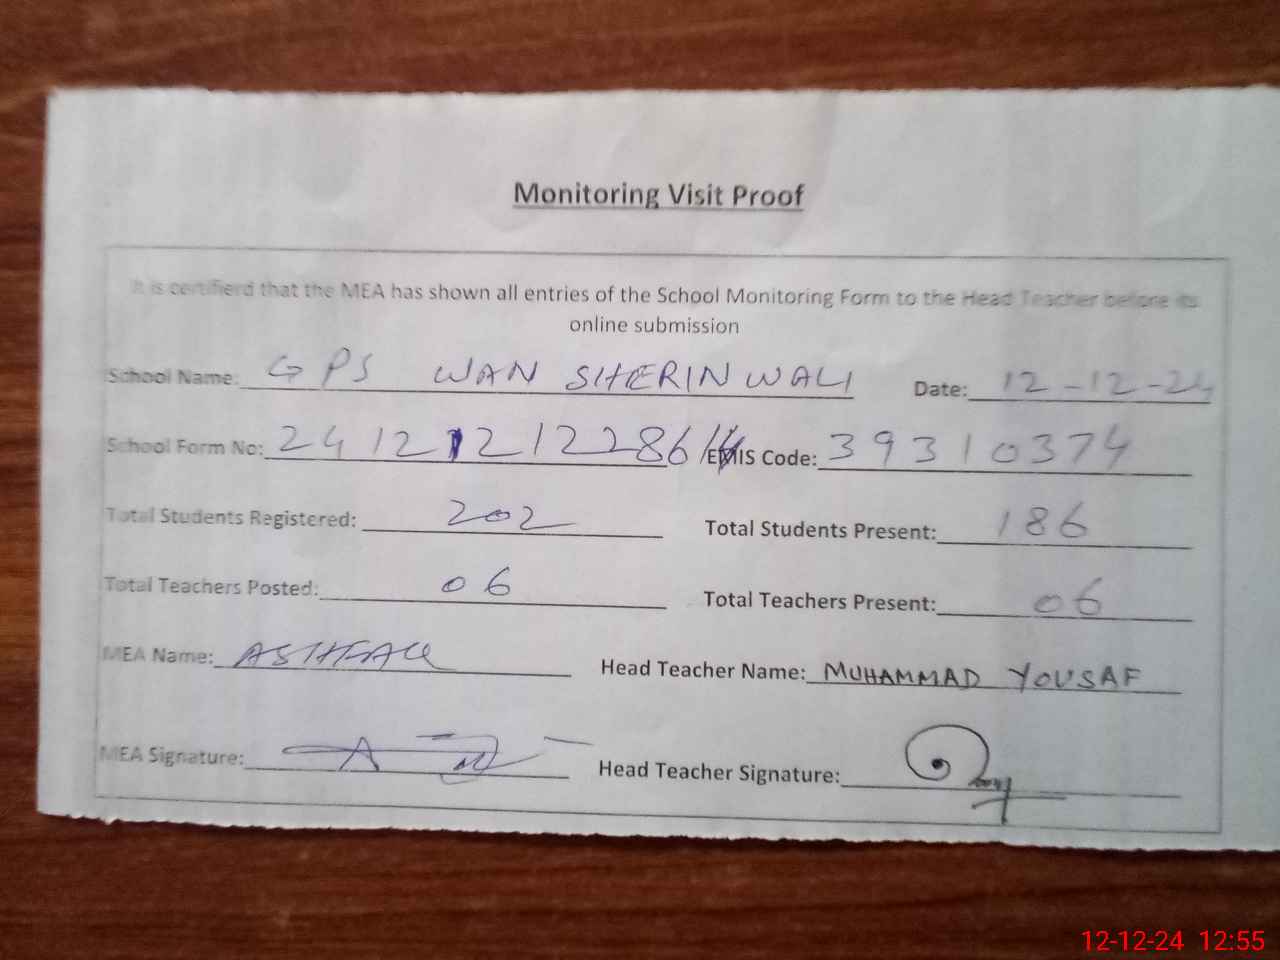 Monitoring Visit Proof
It is certifierd that the MEA has shown all entries of the School Monitoring Form to the Head Teacher before its
online submission
School Name: GPS WAN SHERIN WALI Date: 12-12-24
School Form No: 24121212286 EMIS Code: 39310374
Total Students Registered: 202 Total Students Present: 186
Total Teachers Posted: 06 Total Teachers Present: 06
MEA Name: ASHFAQ Head Teacher Name: MUHAMMAD YOUSAF
MEA Signature: Head Teacher Signature:
12-12-24 12:55